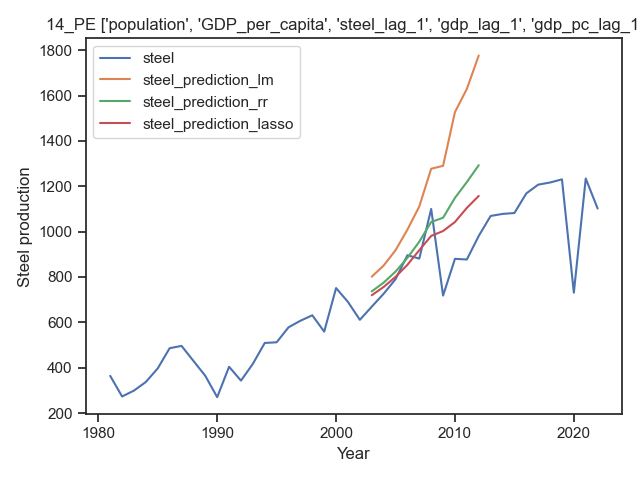 14_PE ['population', 'GDP_per_capita', 'steel_lag_1', 'gdp_lag_1', 'gdp_pc_lag_1
steel
steel_prediction_lm
steel_prediction_rr
steel_prediction_lasso
Steel production
1800
1600
1400
1200
1000
800
600
400
200
1980
1990
2000
2010
2020
Year